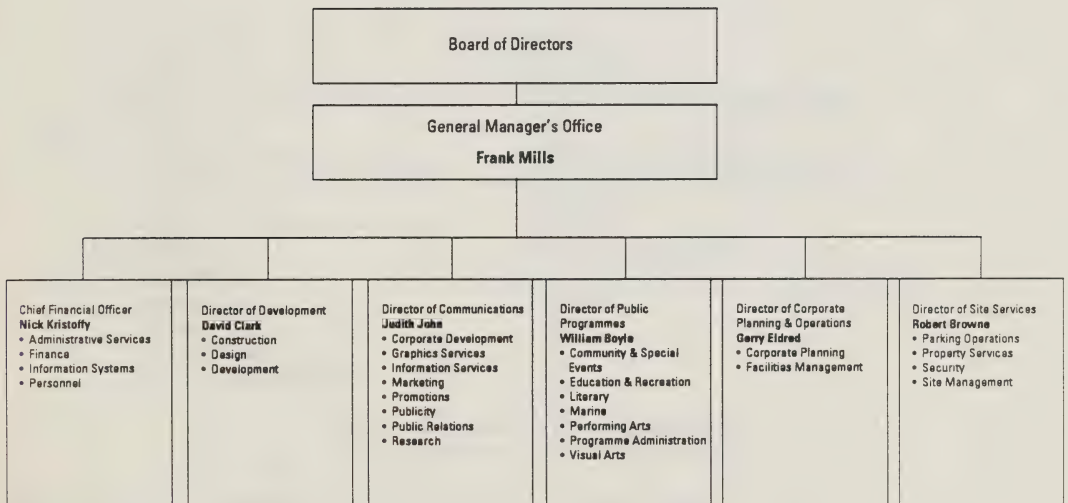 Board of Directors
General Manager's Office
Frank Mills
Chief Financial Officer
Nick Kristoffy
• Administrative Services
• Finance
• Information Systems
• Personnel
Director of Development
David Clark
• Construction
• Design
• Development
Director of Communications
Judith John
• Corporate Development
• Graphics Services
• Information Services
• Marketing
• Promotions
• Publicity
• Public Relations
• Research
Director of Public
Programmes
William Boyle
• Community & Special
Events
• Education & Recreation
• Literary
• Marine
• Performing Arts
• Programme Administration
• Visual Arts
Director of Corporate
Planning & Operations
Gerry Eldred
• Corporate Planning
• Facilities Management
Director of Site Services
Robert Browne
• Parking Operations
• Property Services
• Security
• Site Management